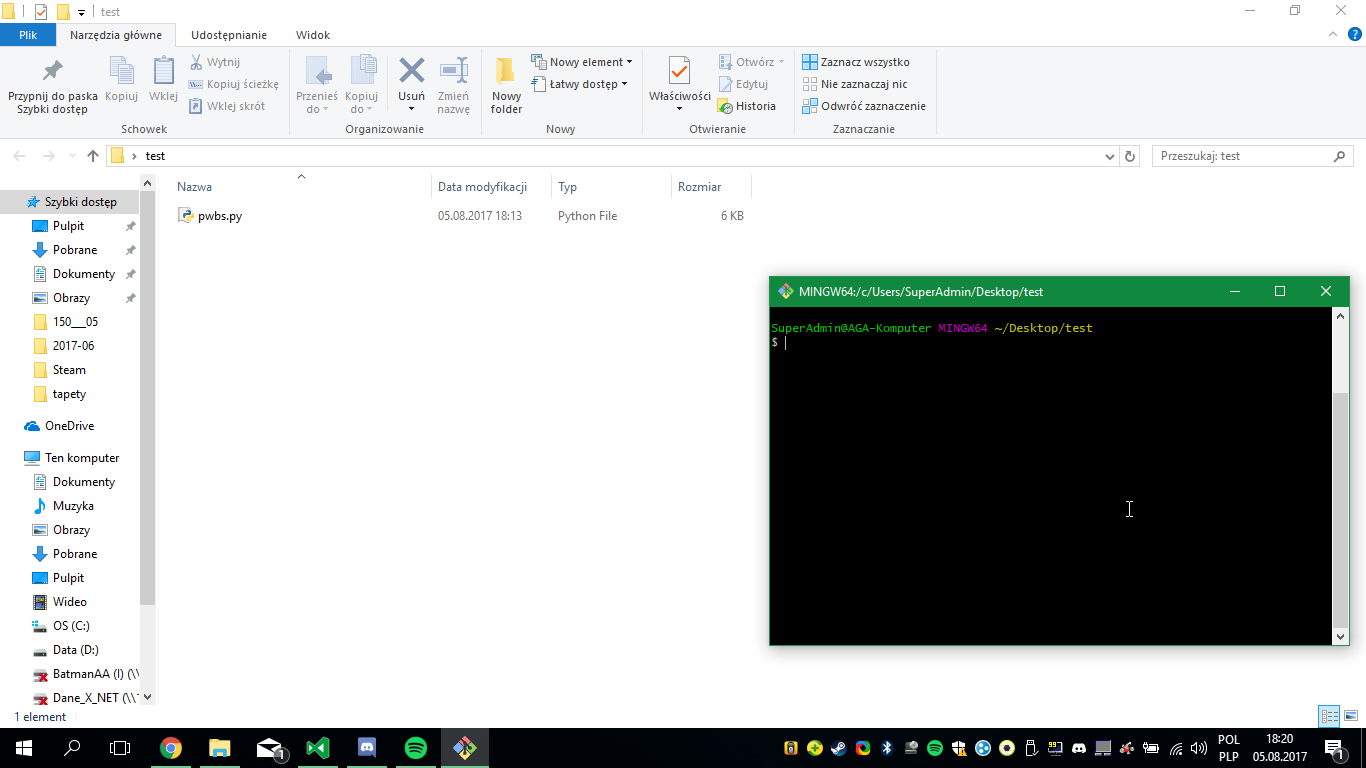 test
Plik Narzędzia główne Udostępnianie Widok
Przypnij do paska Szybki dostęp
Kopiuj
Wklej
Wytnij
Kopiuj ścieżkę
Wklej skrót
Schowek
Przenieś do
Kopiuj do
Usuń
Zmień nazwę
Organizowanie
Nowy folder
Nowy element
Łatwy dostęp
Nowy
Właściwości
Otwórz
Edytuj
Historia
Otwieranie
Zaznacz wszystko
Nie zaznaczaj nic
Odwróć zaznaczenie
Zaznaczanie
test
Przeszukaj: test
Nazwa Data modyfikacji Typ Rozmiar
pwbs.py 05.08.2017 18:13 Python File 6 KB
Szybki dostęp
Pulpit
Pobrane
Dokumenty
Obrazy
150___05
2017-06
Steam
tapety
OneDrive
Ten komputer
Dokumenty
Muzyka
Obrazy
Pobrane
Pulpit
Wideo
OS (C:)
Data (D:)
BatmanAA (I) (\\
Dane_X_NET (\\
1 element
MINGW64:/c/Users/SuperAdmin/Desktop/test
SuperAdmin@AGA-Komputer MINGW64 ~/Desktop/test
$
1
99
POL
PLP
18:20
05.08.2017
1